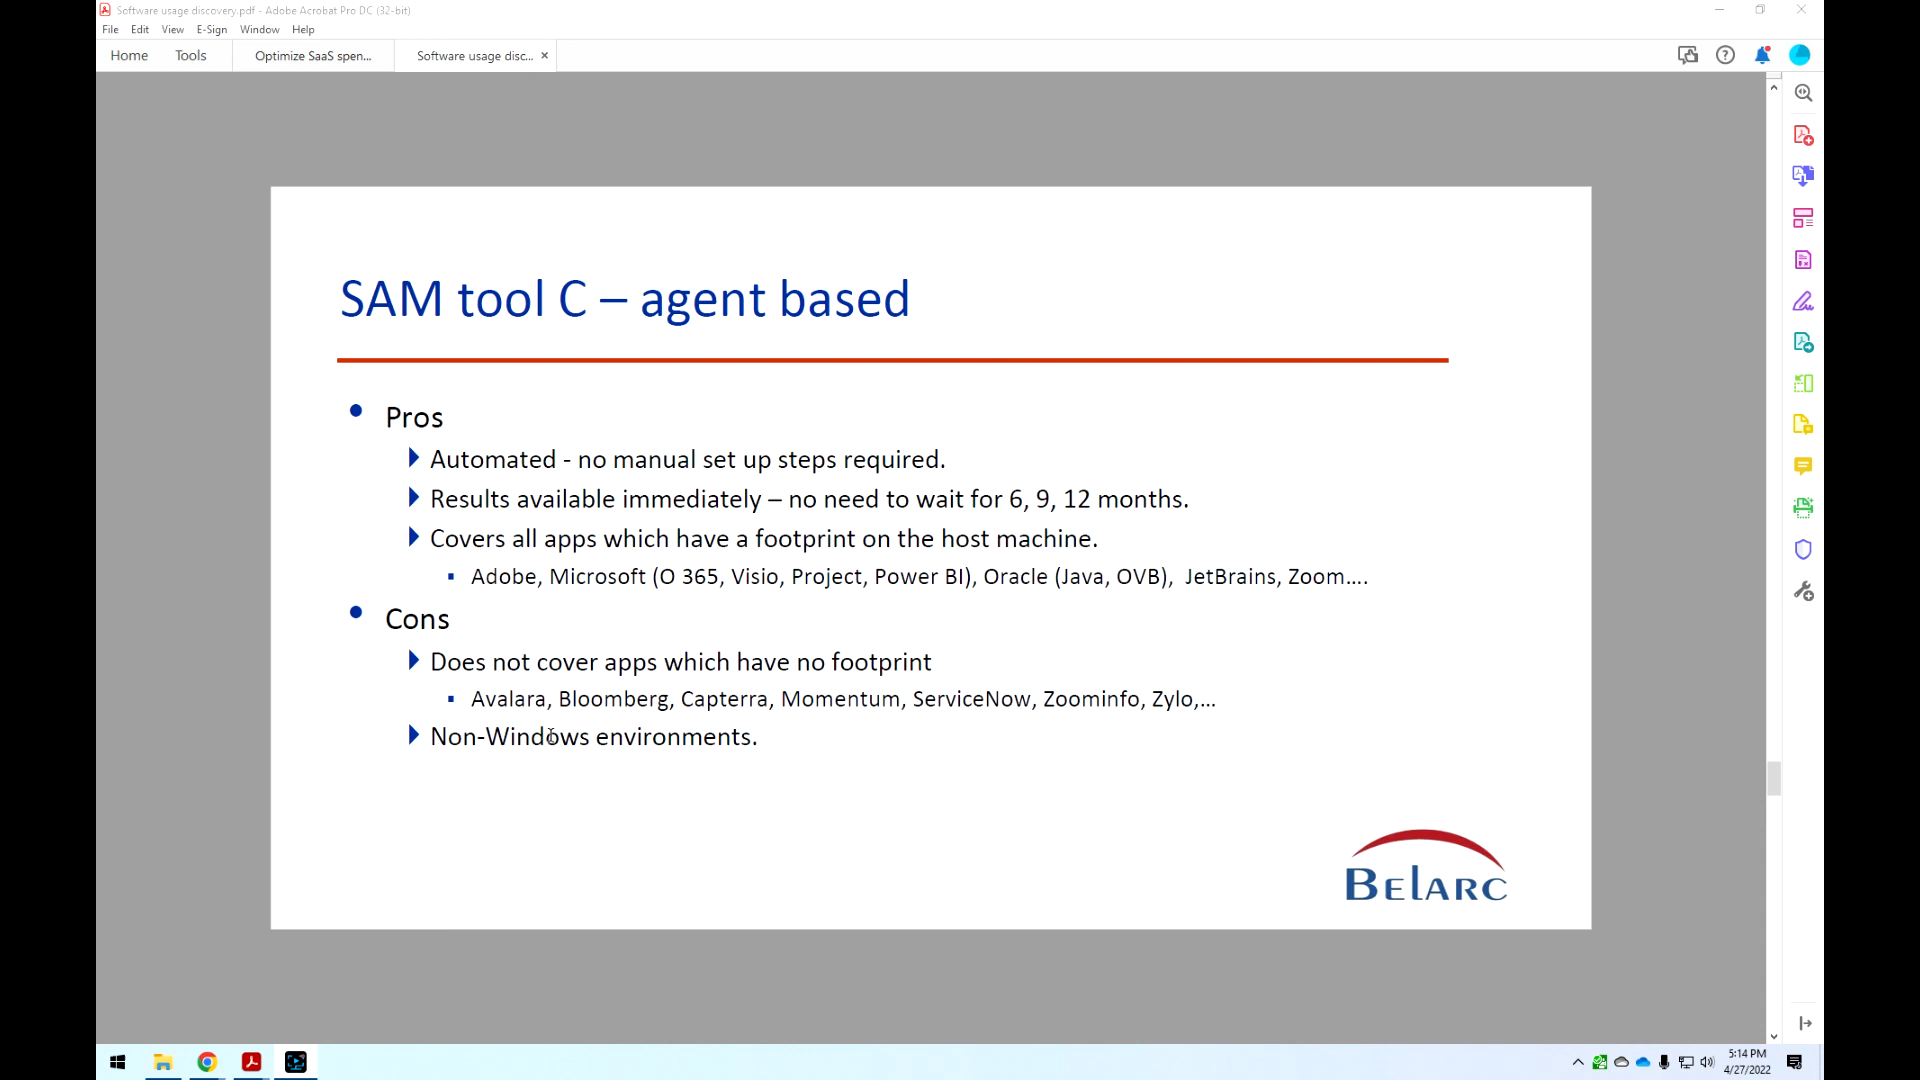 Software usage discovery.pdf - Adobe Acrobat Pro DC (32-bit)
File Edit View E-Sign Window Help
Home Tools Optimize SaaS spen... Software usage disc... ×
SAM tool C – agent based
• Pros
Automated - no manual set up steps required.
Results available immediately – no need to wait for 6, 9, 12 months.
Covers all apps which have a footprint on the host machine.
▪ Adobe, Microsoft (O 365, Visio, Project, Power BI), Oracle (Java, OVB), JetBrains, Zoom….
• Cons
Does not cover apps which have no footprint
▪ Avalara, Bloomberg, Capterra, Momentum, ServiceNow, Zoominfo, Zylo,…
Non-Windows environments.
BELARC
5:14 PM
4/27/2022